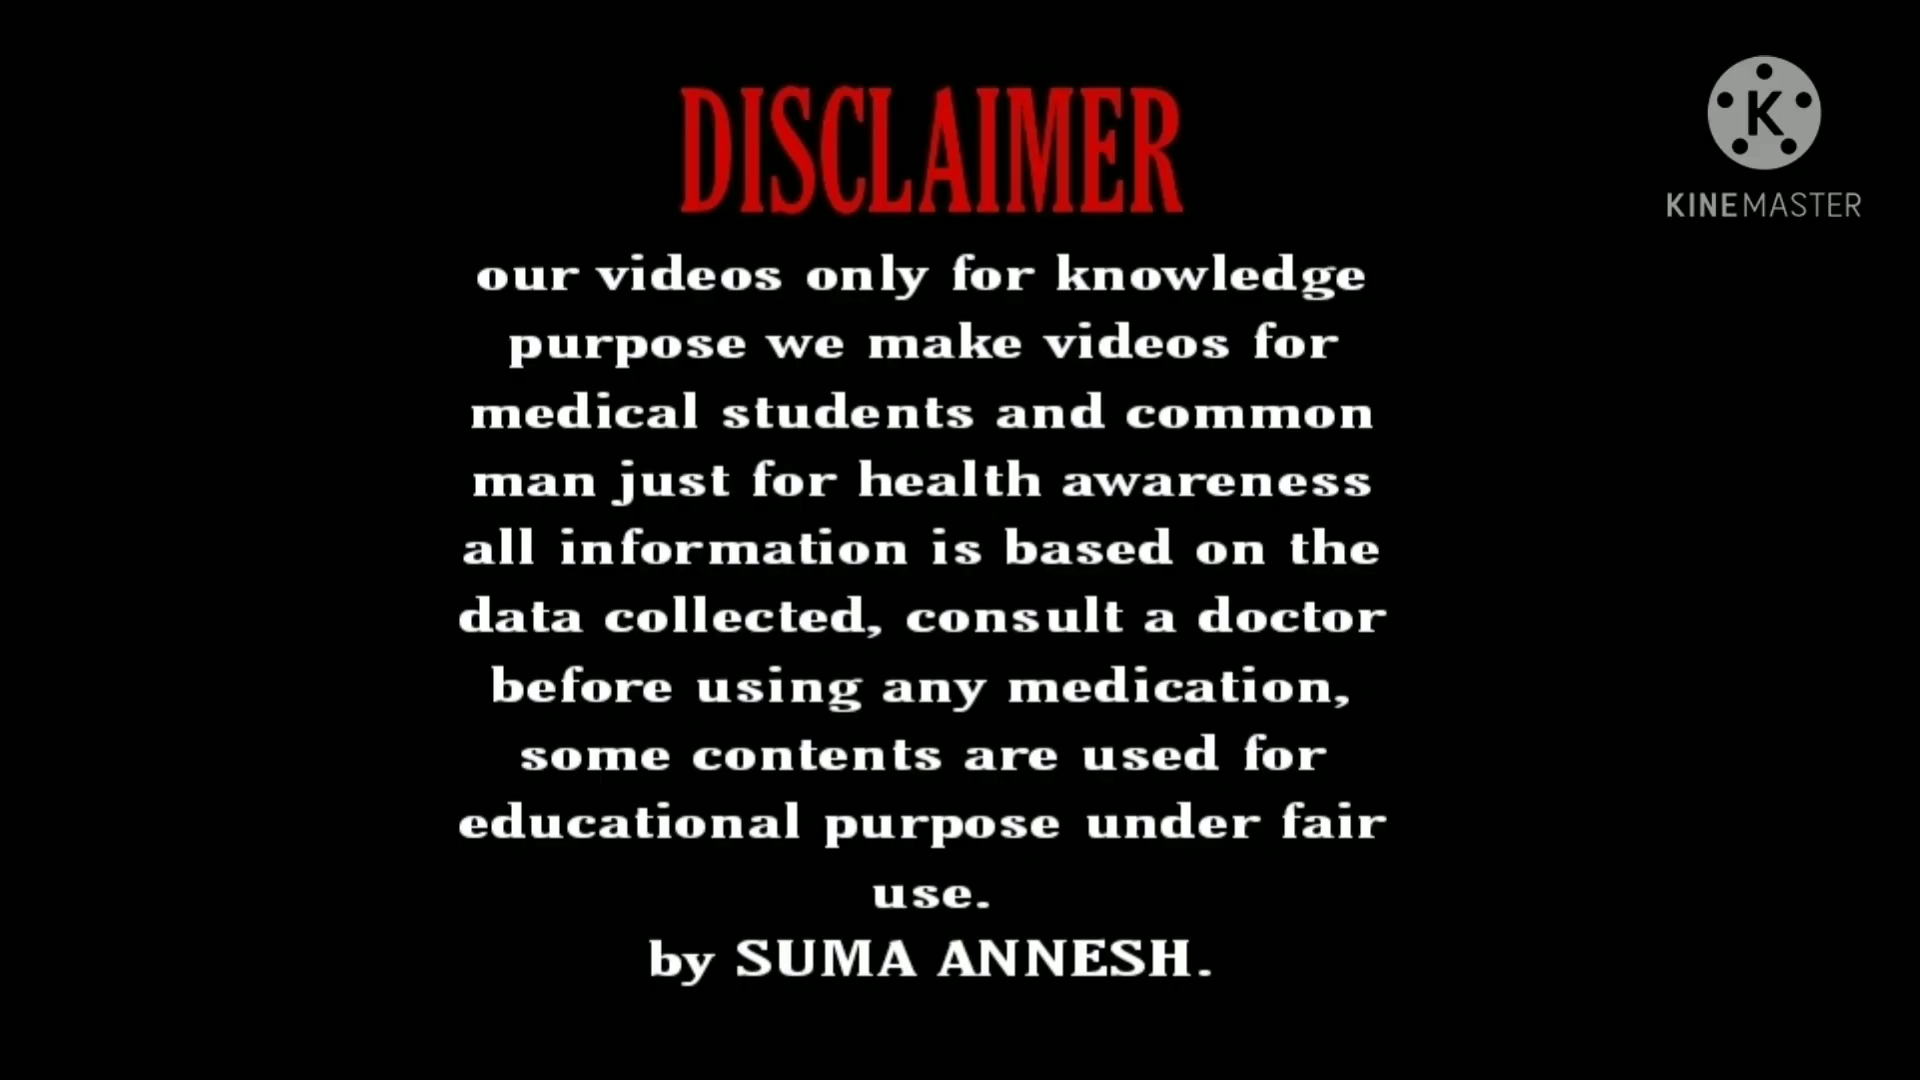 DISCLAIMER
K
KINEMASTER
our videos only for knowledge
purpose we make videos for
medical students and common
man just for health awareness
all information is based on the
data collected, consult a doctor
before using any medication,
some contents are used for
educational purpose under fair
use.
by SUMA ANNESH.